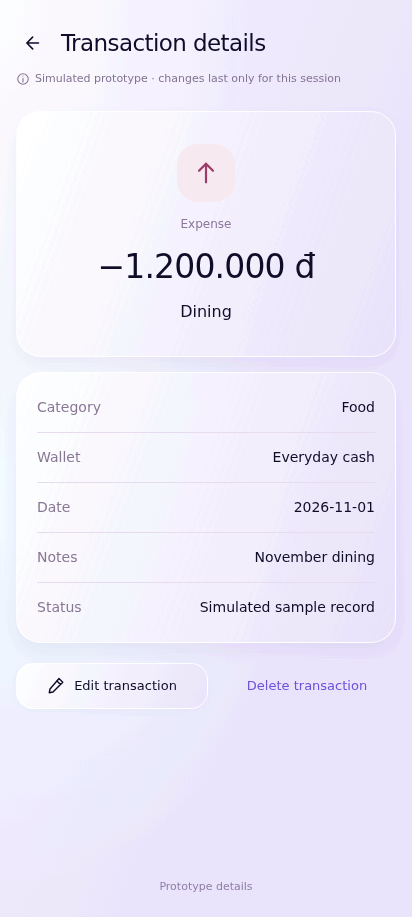 Transaction details
Simulated prototype · changes last only for this session
Expense
−1.200.000 đ
Dining
Category Food
Wallet Everyday cash
Date 2026-11-01
Notes November dining
Status Simulated sample record
Edit transaction Delete transaction
Prototype details